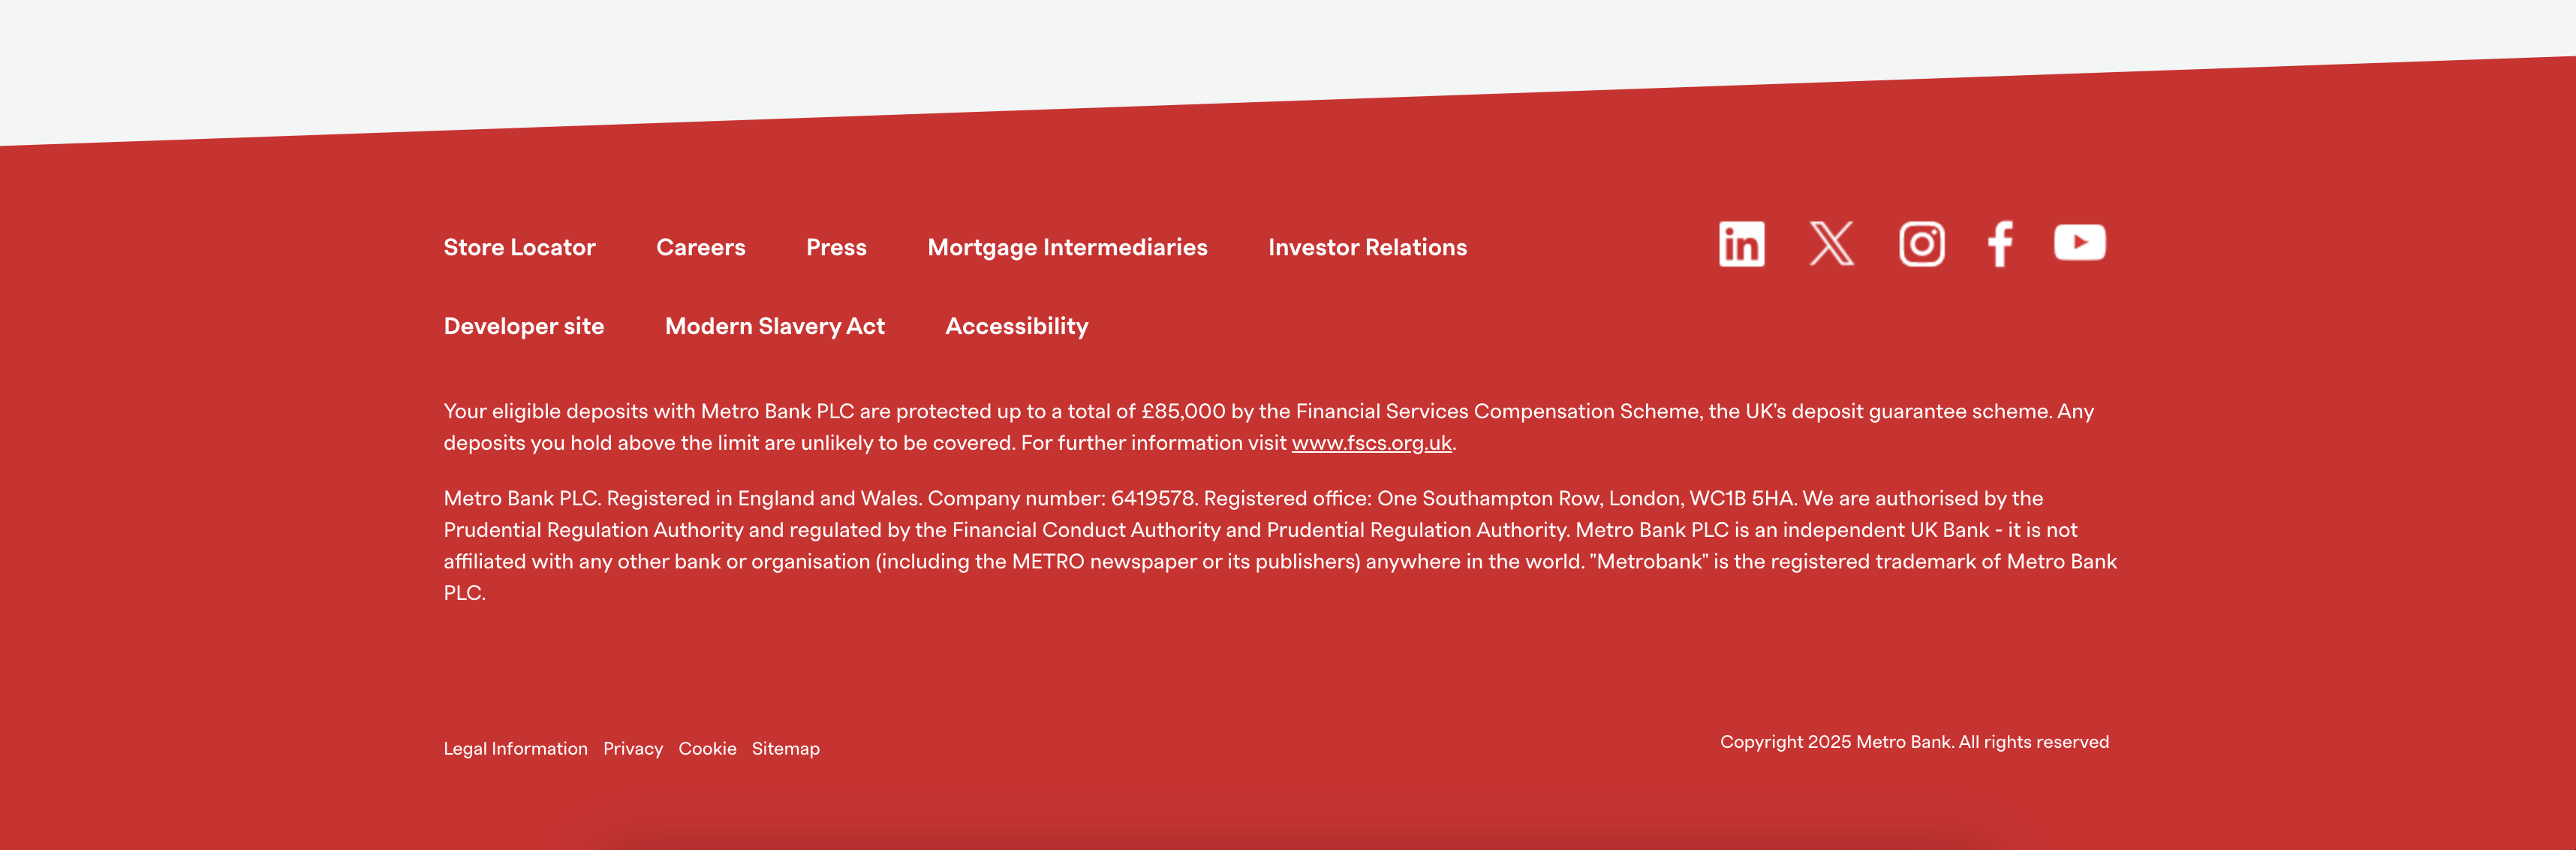 Store Locator Careers Press Mortgage Intermediaries Investor Relations
Developer site Modern Slavery Act Accessibility
Your eligible deposits with Metro Bank PLC are protected up to a total of £85,000 by the Financial Services Compensation Scheme, the UK's deposit guarantee scheme. Any
deposits you hold above the limit are unlikely to be covered. For further information visit www.fscs.org.uk.
Metro Bank PLC. Registered in England and Wales. Company number: 6419578. Registered office: One Southampton Row, London, WC1B 5HA. We are authorised by the
Prudential Regulation Authority and regulated by the Financial Conduct Authority and Prudential Regulation Authority. Metro Bank PLC is an independent UK Bank - it is not
affiliated with any other bank or organisation (including the METRO newspaper or its publishers) anywhere in the world. "Metrobank" is the registered trademark of Metro Bank
PLC.
Legal Information Privacy Cookie Sitemap
Copyright 2025 Metro Bank. All rights reserved